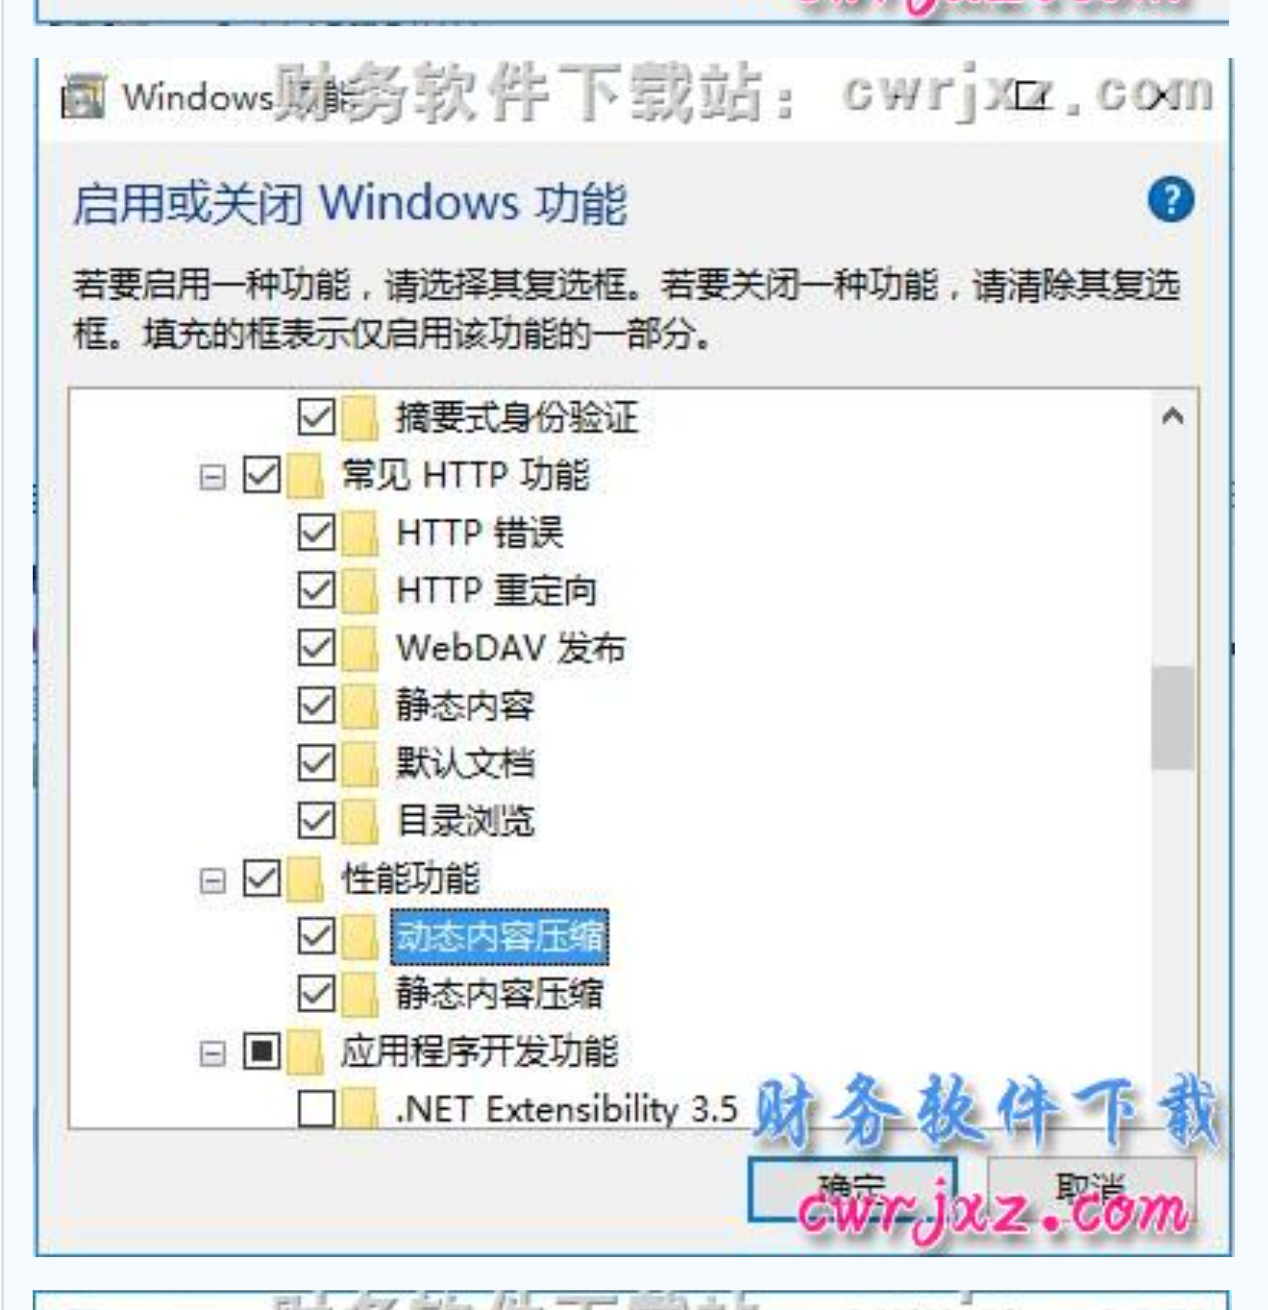 Windows 功能
财务软件下载站：cwrjxz.com
启用或关闭 Windows 功能
若要启用一种功能，请选择其复选框。若要关闭一种功能，请清除其复选
框。填充的框表示仅启用该功能的一部分。
摘要式身份验证
常见 HTTP 功能
HTTP 错误
HTTP 重定向
WebDAV 发布
静态内容
默认文档
目录浏览
性能功能
动态内容压缩
静态内容压缩
应用程序开发功能
.NET Extensibility 3.5
财务软件下载
确定
取消
cwrjxz.com